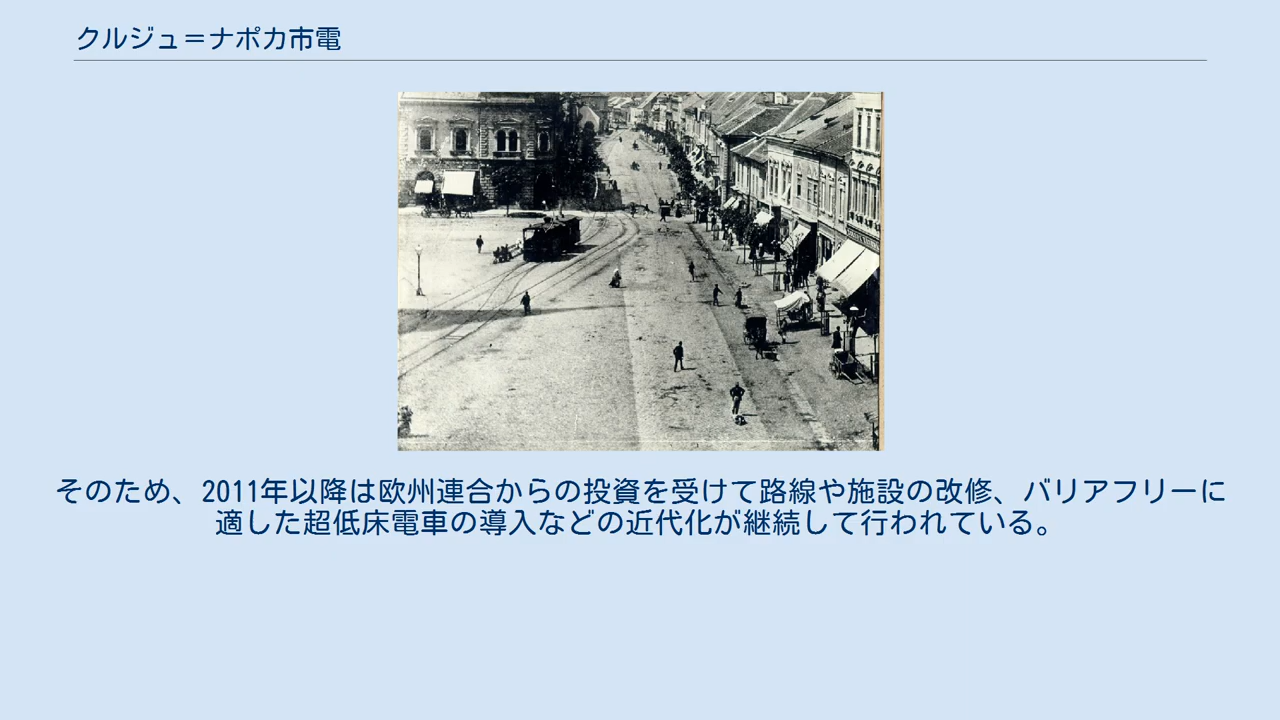 クルジュ＝ナポカ市電
そのため、2011年以降は欧州連合からの投資を受けて路線や施設の改修、バリアフリーに
適した超低床電車の導入などの近代化が継続して行われている。